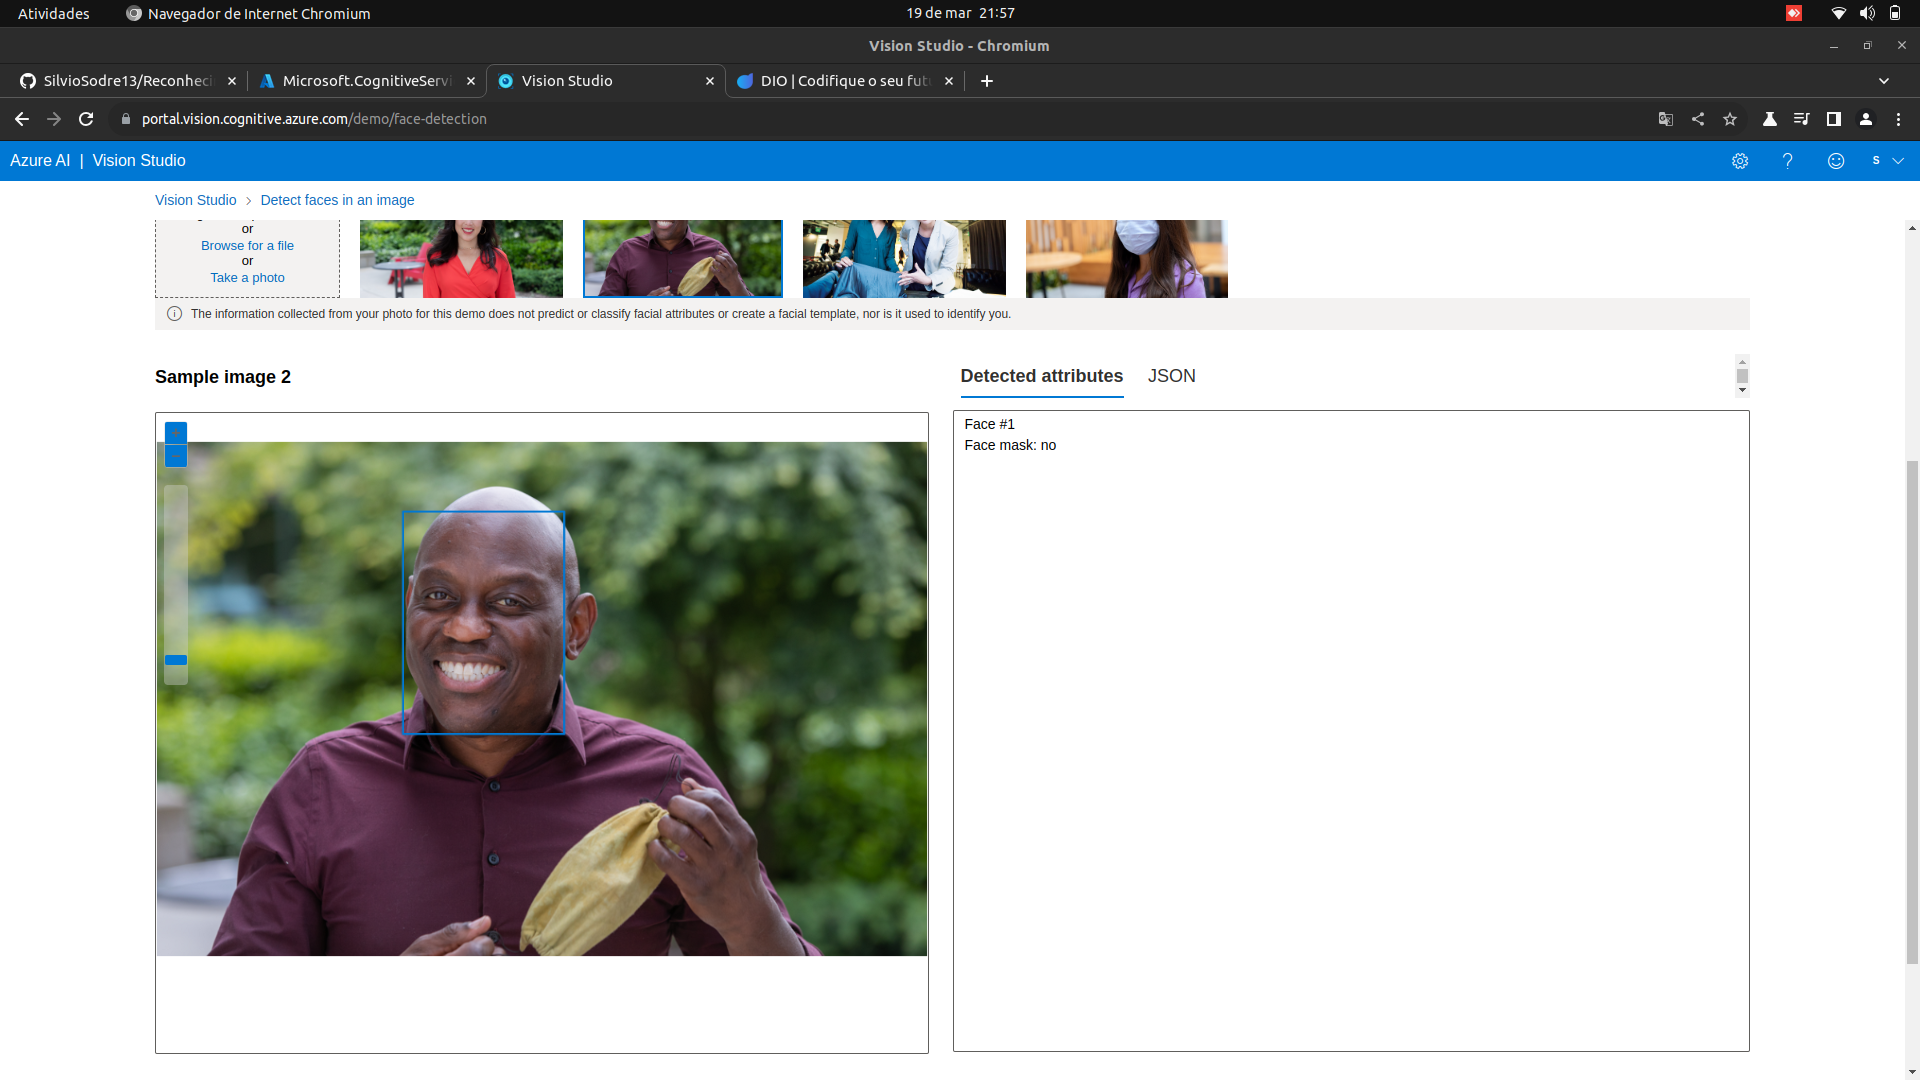 Atividades
Navegador de Internet Chromium
19 de mar 21:57
Vision Studio - Chromium
SilvioSodre13/Reconheci
Microsoft.CognitiveServi
Vision Studio
DIO | Codifique o seu fut
portal.vision.cognitive.azure.com/demo/face-detection
Azure AI | Vision Studio
S
Vision Studio > Detect faces in an image
or
Browse for a file
or
Take a photo
The information collected from your photo for this demo does not predict or classify facial attributes or create a facial template, nor is it used to identify you.
Sample image 2
Detected attributes
JSON
Face #1
Face mask: no